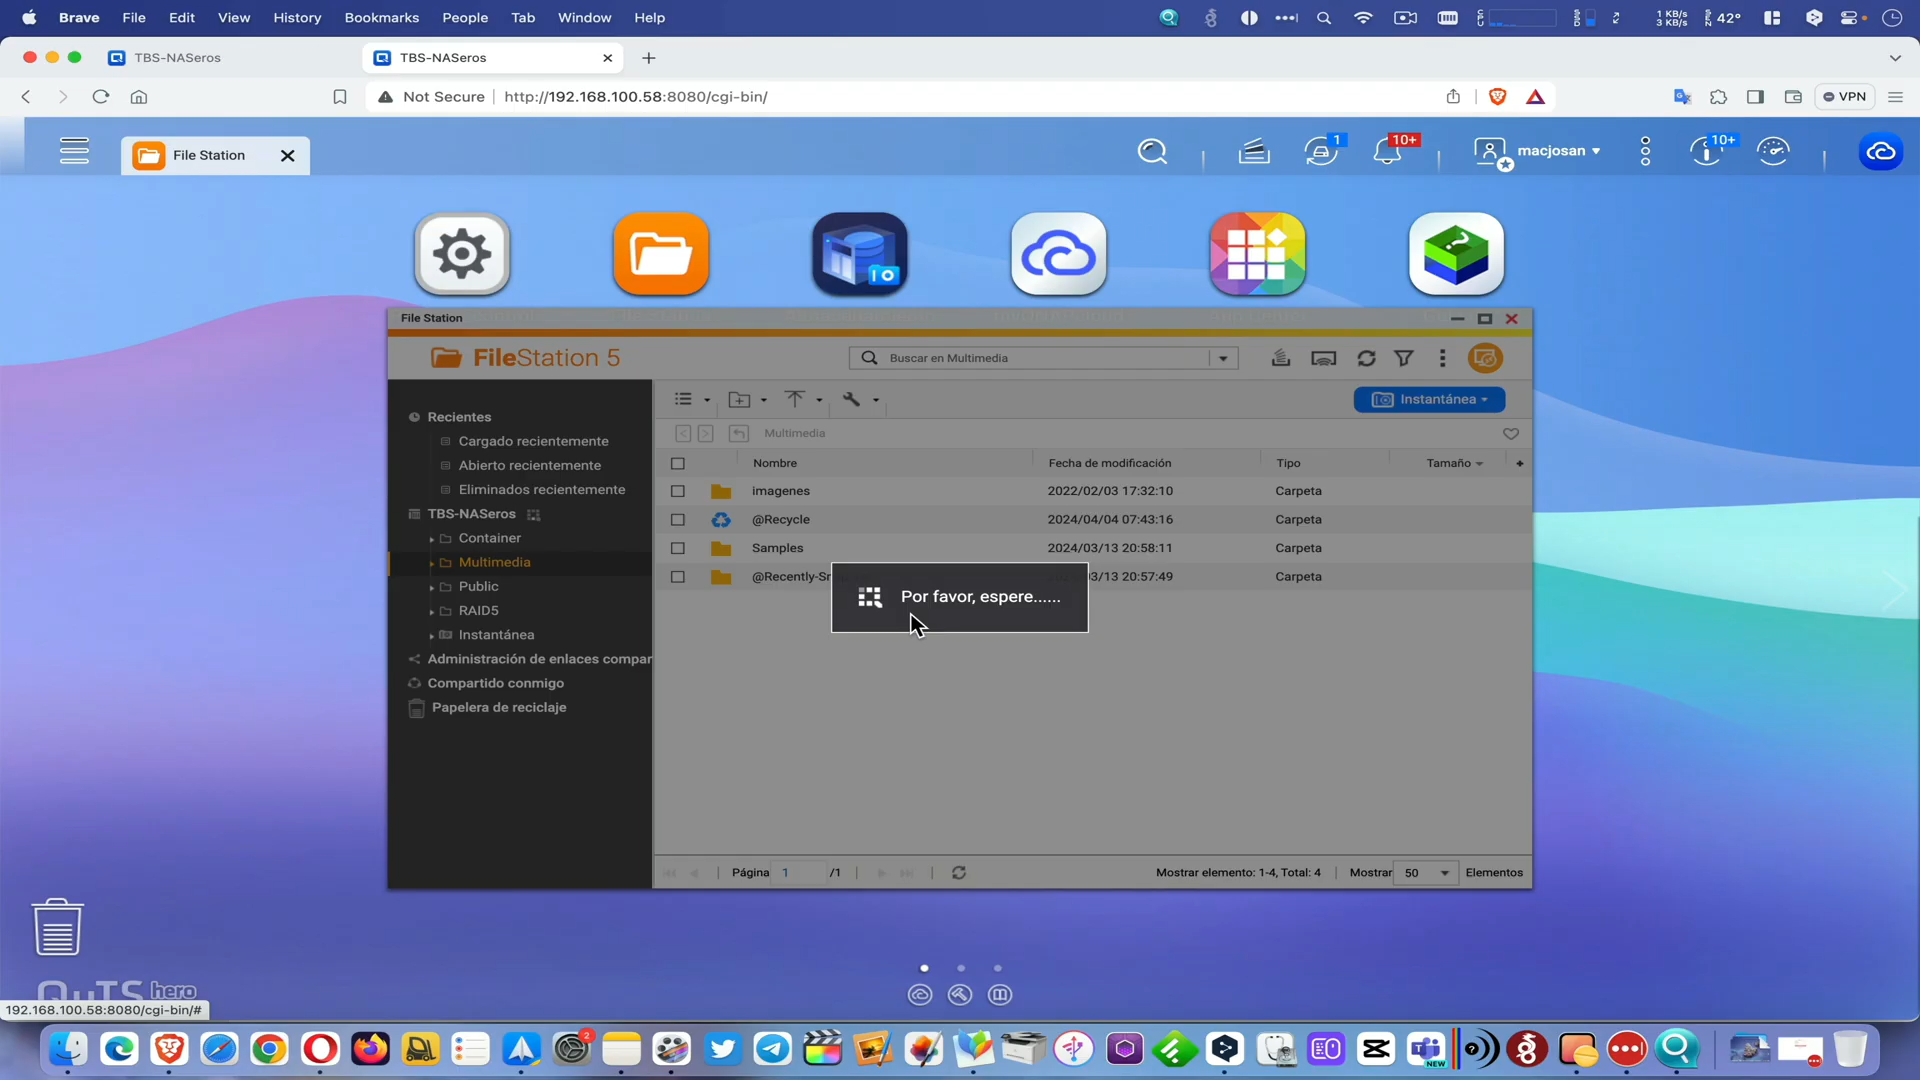 Brave File Edit View History Bookmarks People Tab Window Help 1 KB/s 3 KB/s 42°
TBS-NASeros TBS-NASeros
Not Secure http://192.168.100.58:8080/cgi-bin/ VPN
File Station 1 10+ macjosan 10+
File Station
FileStation 5 Buscar en Multimedia
Instantánea
Recientes
Cargado recientemente
Abierto recientemente
Eliminados recientemente
TBS-NASeros
Container
Multimedia
Public
RAID5
Instantánea
Administración de enlaces compar
Compartido conmigo
Papelera de reciclaje
Multimedia
Nombre Fecha de modificación Tipo Tamaño
imagenes 2022/02/03 17:32:10 Carpeta
@Recycle 2024/04/04 07:43:16 Carpeta
Samples 2024/03/13 20:58:11 Carpeta
@Recently-Sn 03/13 20:57:49 Carpeta
Por favor, espere......
Página 1 /1 Mostrar elemento: 1-4, Total: 4 Mostrar 50 Elementos
QuTS hero
192.168.100.58:8080/cgi-bin/#
2
NEW